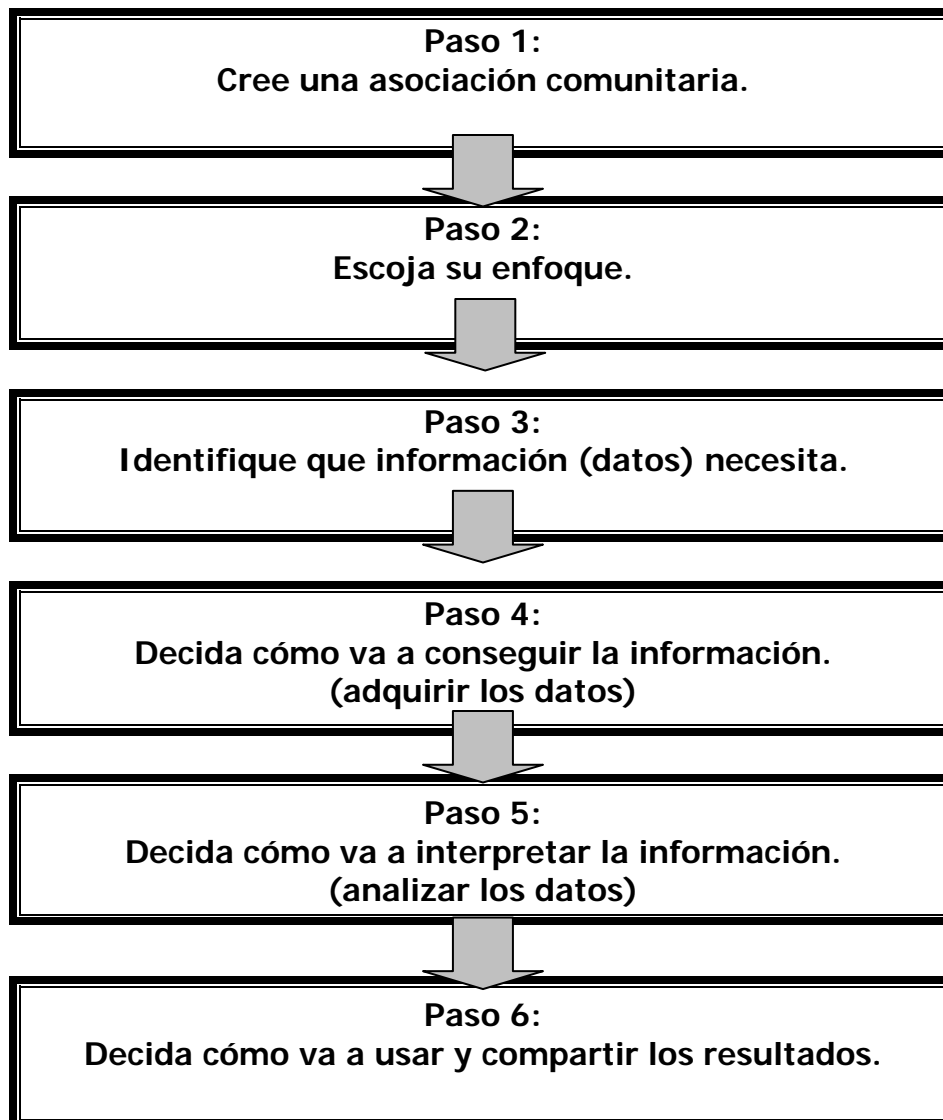 Paso 1:
Cree una asociación comunitaria.
Paso 2:
Escoja su enfoque.
Paso 3:
Identifique que información (datos) necesita.
Paso 4:
Decida cómo va a conseguir la información.
(adquirir los datos)
Paso 5:
Decida cómo va a interpretar la información.
(analizar los datos)
Paso 6:
Decida cómo va a usar y compartir los resultados.